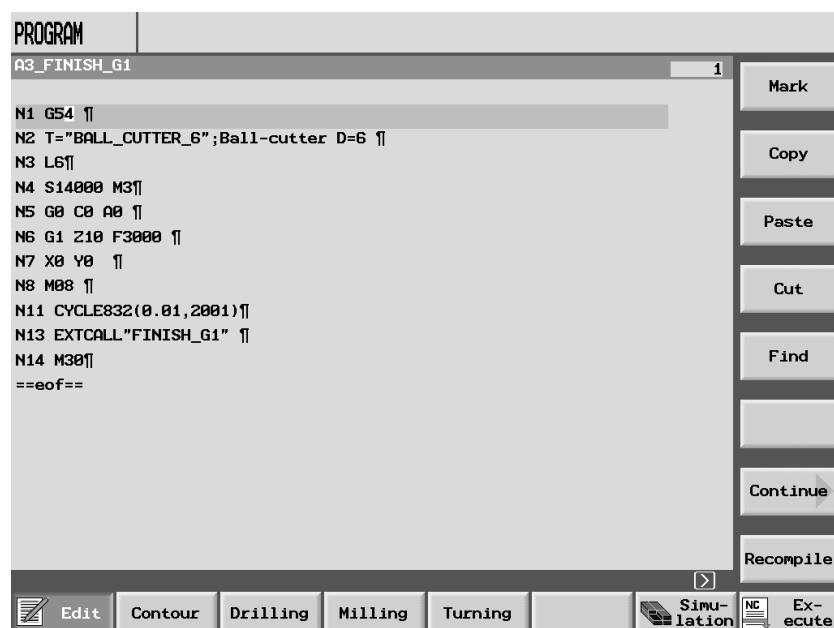 PROGRAM
A3_FINISH_G1 1
N1 G54 ¶
N2 T="BALL_CUTTER_6";Ball-cutter D=6 ¶
N3 L6¶
N4 S14000 M3¶
N5 G0 C0 A0 ¶
N6 G1 Z10 F3000 ¶
N7 X0 Y0 ¶
N8 M08 ¶
N11 CYCLE832(0.01,2001)¶
N13 EXTCALL"FINISH_G1" ¶
N14 M30¶
==eof==
Mark
Copy
Paste
Cut
Find
Continue
Recompile
Edit Contour Drilling Milling Turning Simu-
lation NC Ex-
ecute